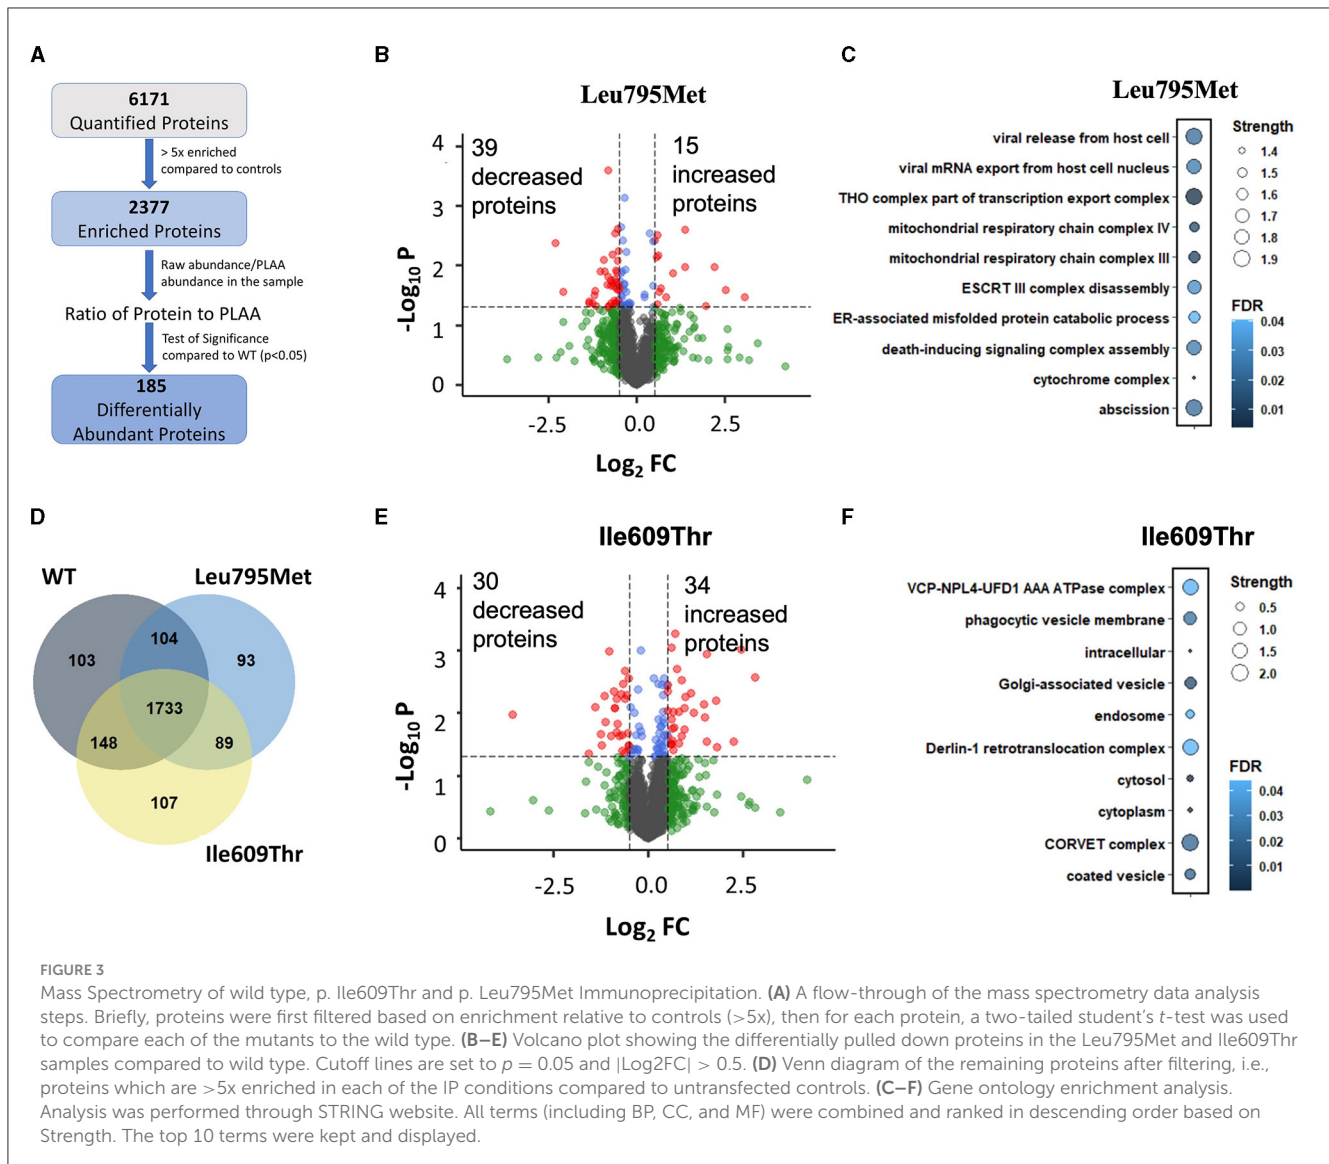 A
6171
Quantified Proteins
> 5x enriched
compared to controls
2377
Enriched Proteins
Raw abundance/PLAA
abundance in the sample
Ratio of Protein to PLAA
Test of Significance
compared to WT (p<0.05)
185
Differentially
Abundant Proteins
B
Leu795Met
39
decreased
proteins
15
increased
proteins
4
3
2
1
0
-Log10 P
-2.5 0.0 2.5
Log2 FC
C
Leu795Met
viral release from host cell
viral mRNA export from host cell nucleus
THO complex part of transcription export complex
mitochondrial respiratory chain complex IV
mitochondrial respiratory chain complex III
ESCRT III complex disassembly
ER-associated misfolded protein catabolic process
death-inducing signaling complex assembly
cytochrome complex
abscission
Strength
1.4
1.5
1.6
1.7
1.8
1.9
FDR
0.04
0.03
0.02
0.01
D
WT
Leu795Met
103
104
93
1733
148
89
107
Ile609Thr
E
Ile609Thr
30
decreased
proteins
34
increased
proteins
4
3
2
1
0
-Log10 P
-2.5 0.0 2.5
Log2 FC
F
Ile609Thr
VCP-NPL4-UFD1 AAA ATPase complex
phagocytic vesicle membrane
intracellular
Golgi-associated vesicle
endosome
Derlin-1 retrotranslocation complex
cytosol
cytoplasm
CORVET complex
coated vesicle
Strength
0.5
1.0
1.5
2.0
FDR
0.04
0.03
0.02
0.01
FIGURE 3
Mass Spectrometry of wild type, p. Ile609Thr and p. Leu795Met Immunoprecipitation. (A) A flow-through of the mass spectrometry data analysis
steps. Briefly, proteins were first filtered based on enrichment relative to controls (>5x), then for each protein, a two-tailed student's t-test was used
to compare each of the mutants to the wild type. (B–E) Volcano plot showing the differentially pulled down proteins in the Leu795Met and Ile609Thr
samples compared to wild type. Cutoff lines are set to p = 0.05 and |Log2FC| > 0.5. (D) Venn diagram of the remaining proteins after filtering, i.e.,
proteins which are >5x enriched in each of the IP conditions compared to untransfected controls. (C–F) Gene ontology enrichment analysis.
Analysis was performed through STRING website. All terms (including BP, CC, and MF) were combined and ranked in descending order based on
Strength. The top 10 terms were kept and displayed.